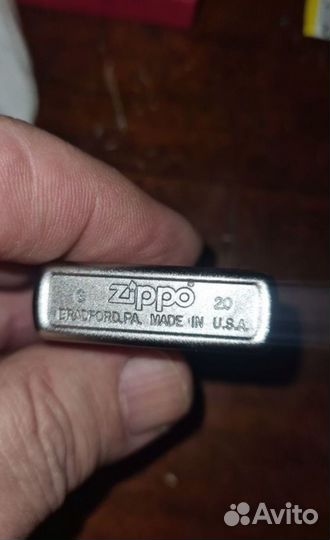 G zippo 20
BRADFORD, PA. MADE IN U.S.A.
Avito